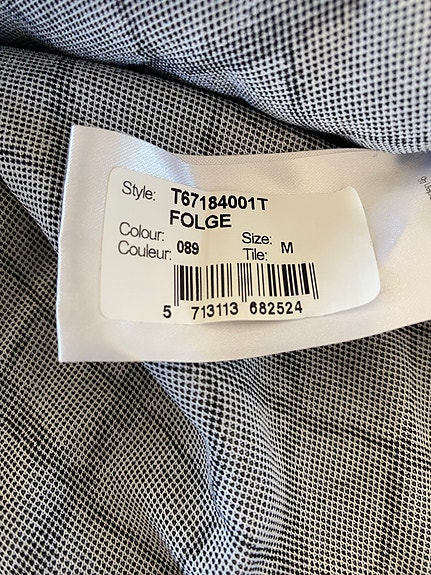 Style: T67184001T
FOLGE
Colour:
Couleur: 089
Size:
Tile: M
5 713113 682524